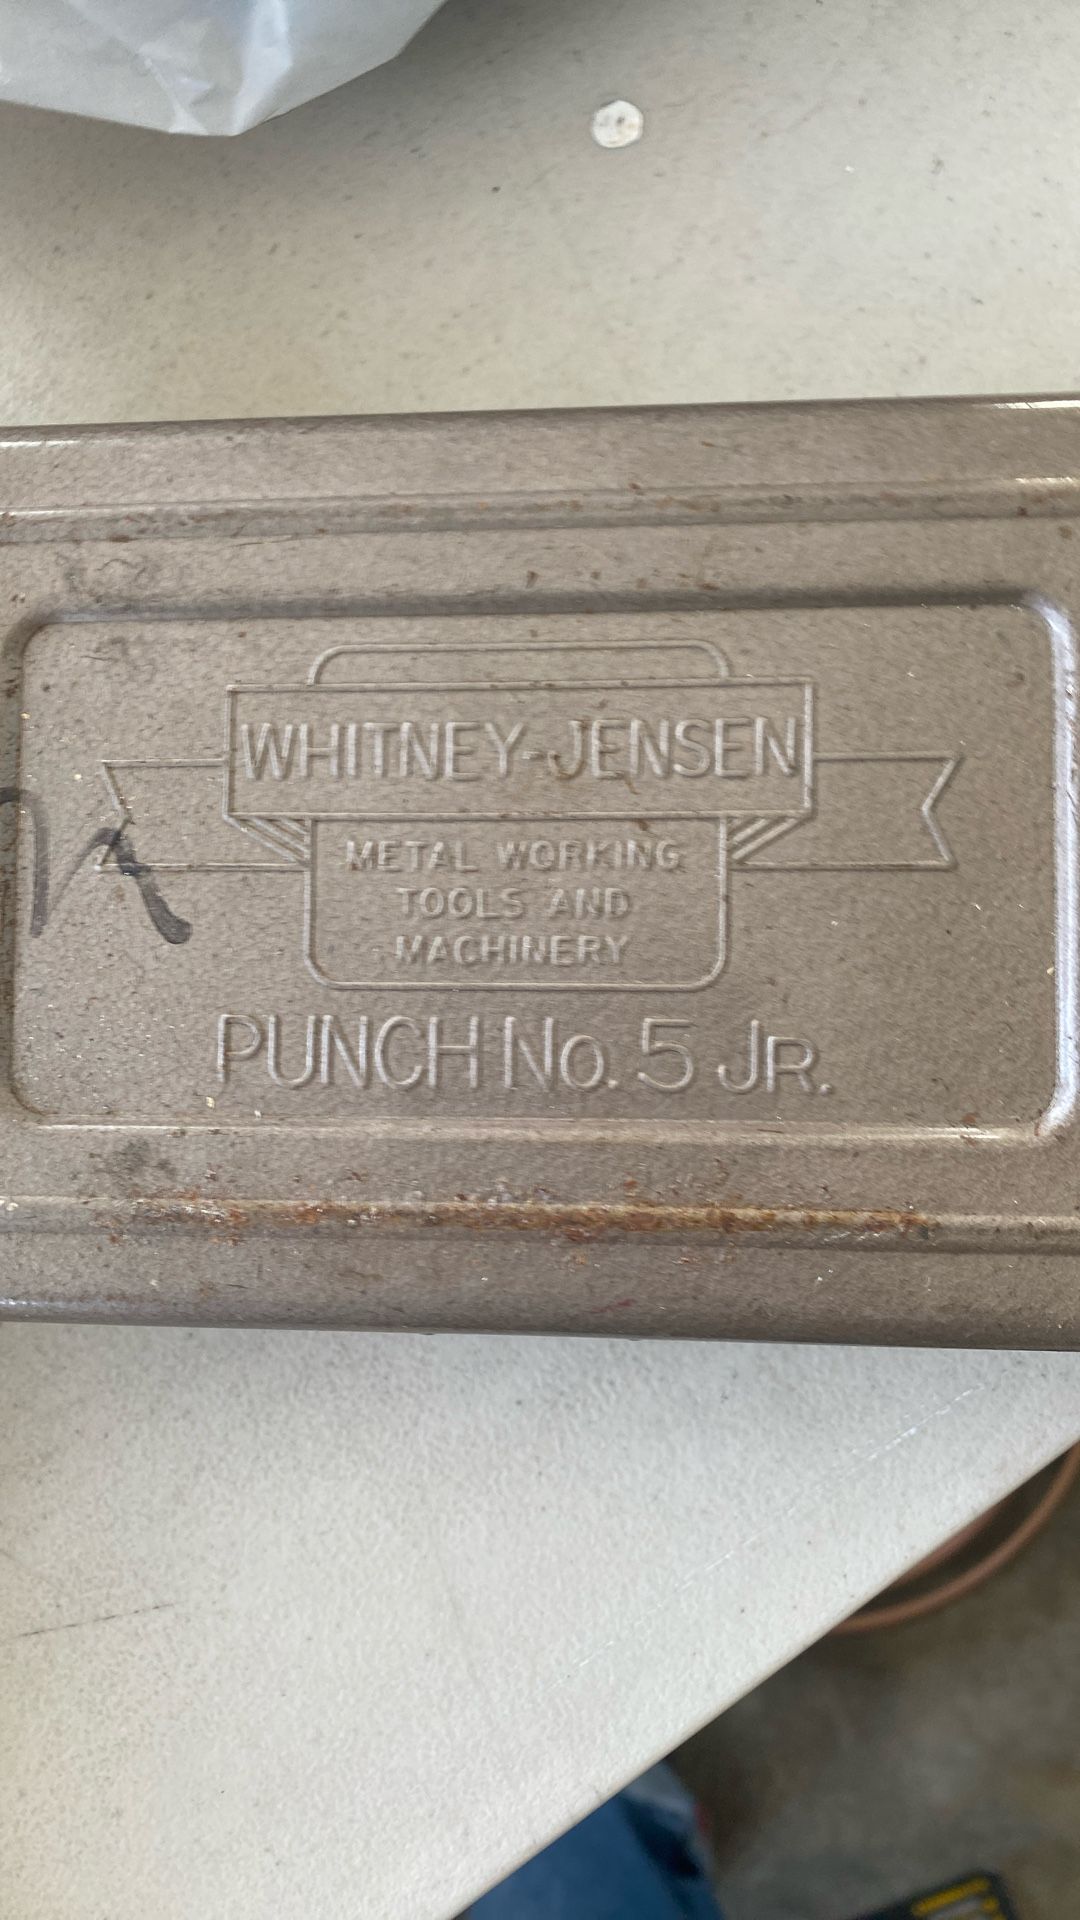 WHITNEY-JENSEN
METAL WORKING
TOOLS AND
MACHINERY
PUNCH No. 5 JR.